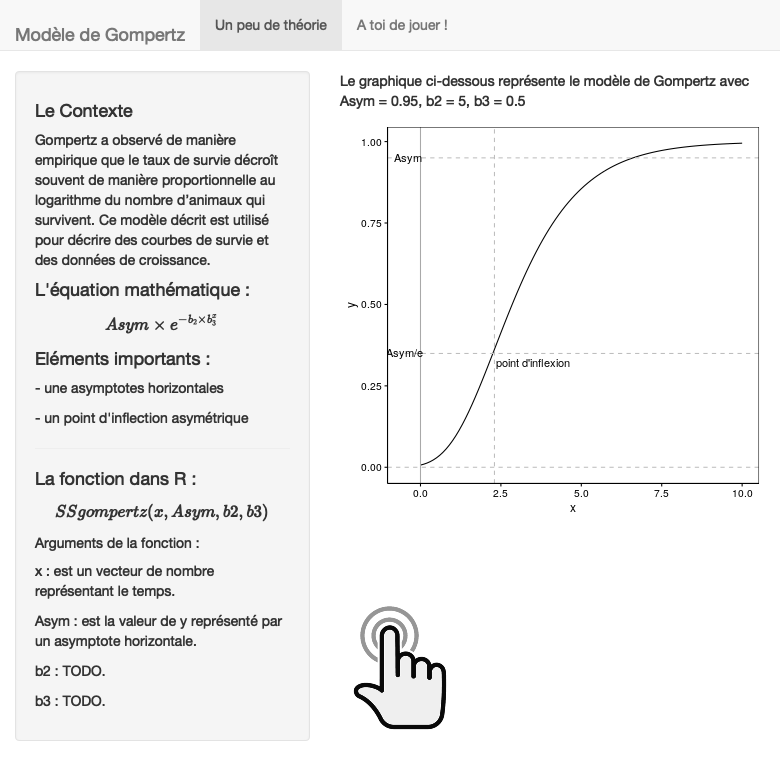 Modèle de Gompertz
Un peu de théorie
A toi de jouer !
Le Contexte
Gompertz a observé de manière
empirique que le taux de survie décroît
souvent de manière proportionnelle au
logarithme du nombre d'animaux qui
survivent. Ce modèle décrit est utilisé
pour décrire des courbes de survie et
des données de croissance.
L'équation mathématique :
Asym × e^{-b_2 × b_3^x}
Eléments importants :
- une asymptotes horizontales
- un point d'inflection asymétrique
La fonction dans R :
SSgompertz(x, Asym, b2, b3)
Arguments de la fonction :
x : est un vecteur de nombre
représentant le temps.
Asym : est la valeur de y représenté par
un asymptote horizontale.
b2 : TODO.
b3 : TODO.
Le graphique ci-dessous représente le modèle de Gompertz avec
Asym = 0.95, b2 = 5, b3 = 0.5
1.00
Asym
0.75
y
0.50
Asym/e
point d'inflexion
0.25
0.00
0.0
2.5
5.0
7.5
10.0
x